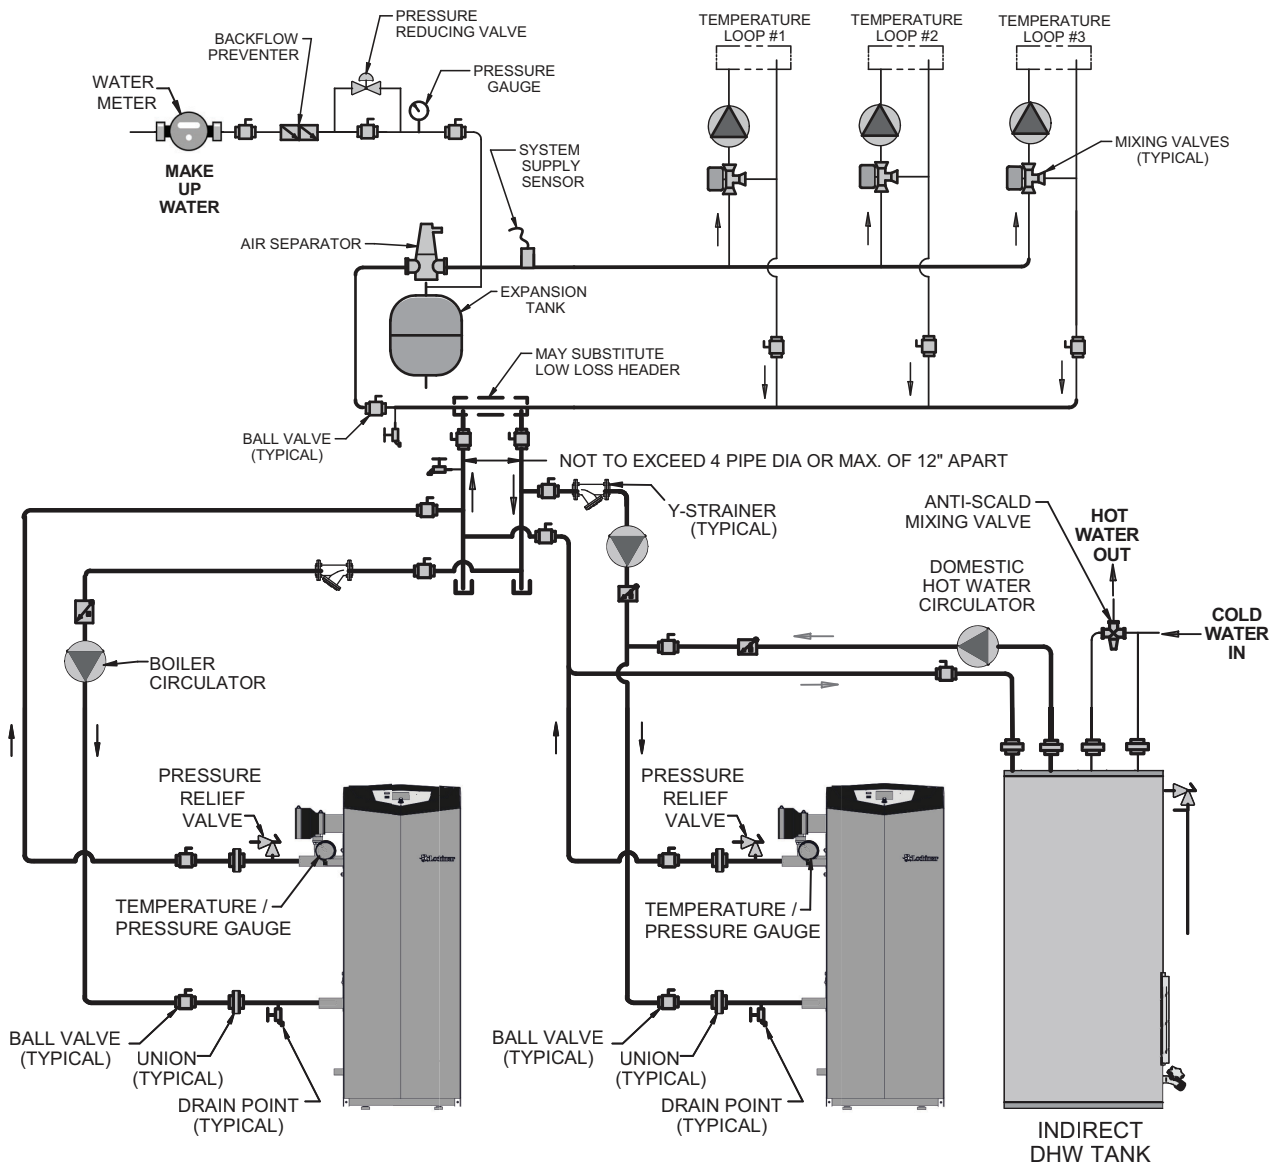 PRESSURE
REDUCING VALVE
BACKFLOW
PREVENTER
PRESSURE
GAUGE
WATER
METER
MAKE
UP
WATER
SYSTEM
SUPPLY
SENSOR
TEMPERATURE
LOOP #1
TEMPERATURE
LOOP #2
TEMPERATURE
LOOP #3
MIXING VALVES
(TYPICAL)
AIR SEPARATOR
EXPANSION
TANK
MAY SUBSTITUTE
LOW LOSS HEADER
BALL VALVE
(TYPICAL)
NOT TO EXCEED 4 PIPE DIA OR MAX. OF 12" APART
Y-STRAINER
(TYPICAL)
ANTI-SCALD
MIXING VALVE
HOT
WATER
OUT
DOMESTIC
HOT WATER
CIRCULATOR
COLD
WATER
IN
BOILER
CIRCULATOR
PRESSURE
RELIEF
VALVE
PRESSURE
RELIEF
VALVE
Lochinvar
Lochinvar
TEMPERATURE /
PRESSURE GAUGE
TEMPERATURE /
PRESSURE GAUGE
BALL VALVE
(TYPICAL)
UNION
(TYPICAL)
DRAIN POINT
(TYPICAL)
BALL VALVE
(TYPICAL)
UNION
(TYPICAL)
DRAIN POINT
(TYPICAL)
INDIRECT
DHW TANK